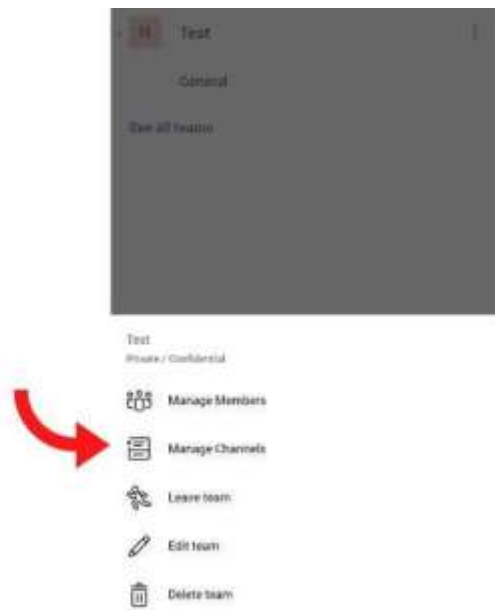 Test
General
See all teams
Test
Private / Confidential
Manage Members
Manage Channels
Leave team
Edit team
Delete team